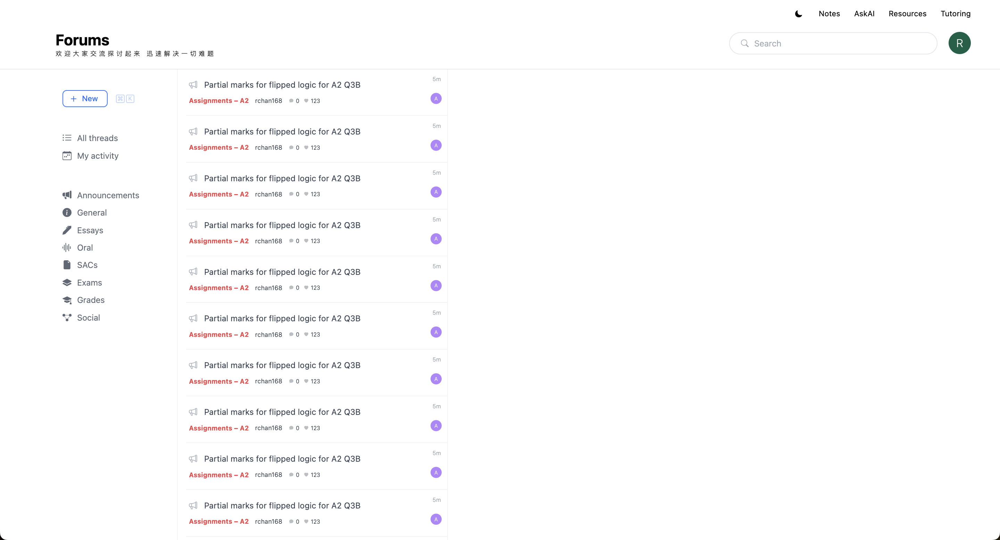 Notes AskAI Resources Tutoring
Forums
欢迎大家交流探讨起来 迅速解决一切难题
Search
R
+ New ⌘ K
All threads
My activity
Announcements
General
Essays
Oral
SACs
Exams
Grades
Social
Partial marks for flipped logic for A2 Q3B 5m
Assignments – A2 rchan168 0 123 A
Partial marks for flipped logic for A2 Q3B 5m
Assignments – A2 rchan168 0 123 A
Partial marks for flipped logic for A2 Q3B 5m
Assignments – A2 rchan168 0 123 A
Partial marks for flipped logic for A2 Q3B 5m
Assignments – A2 rchan168 0 123 A
Partial marks for flipped logic for A2 Q3B 5m
Assignments – A2 rchan168 0 123 A
Partial marks for flipped logic for A2 Q3B 5m
Assignments – A2 rchan168 0 123 A
Partial marks for flipped logic for A2 Q3B 5m
Assignments – A2 rchan168 0 123 A
Partial marks for flipped logic for A2 Q3B 5m
Assignments – A2 rchan168 0 123 A
Partial marks for flipped logic for A2 Q3B 5m
Assignments – A2 rchan168 0 123 A
Partial marks for flipped logic for A2 Q3B 5m
Assignments – A2 rchan168 0 123 A